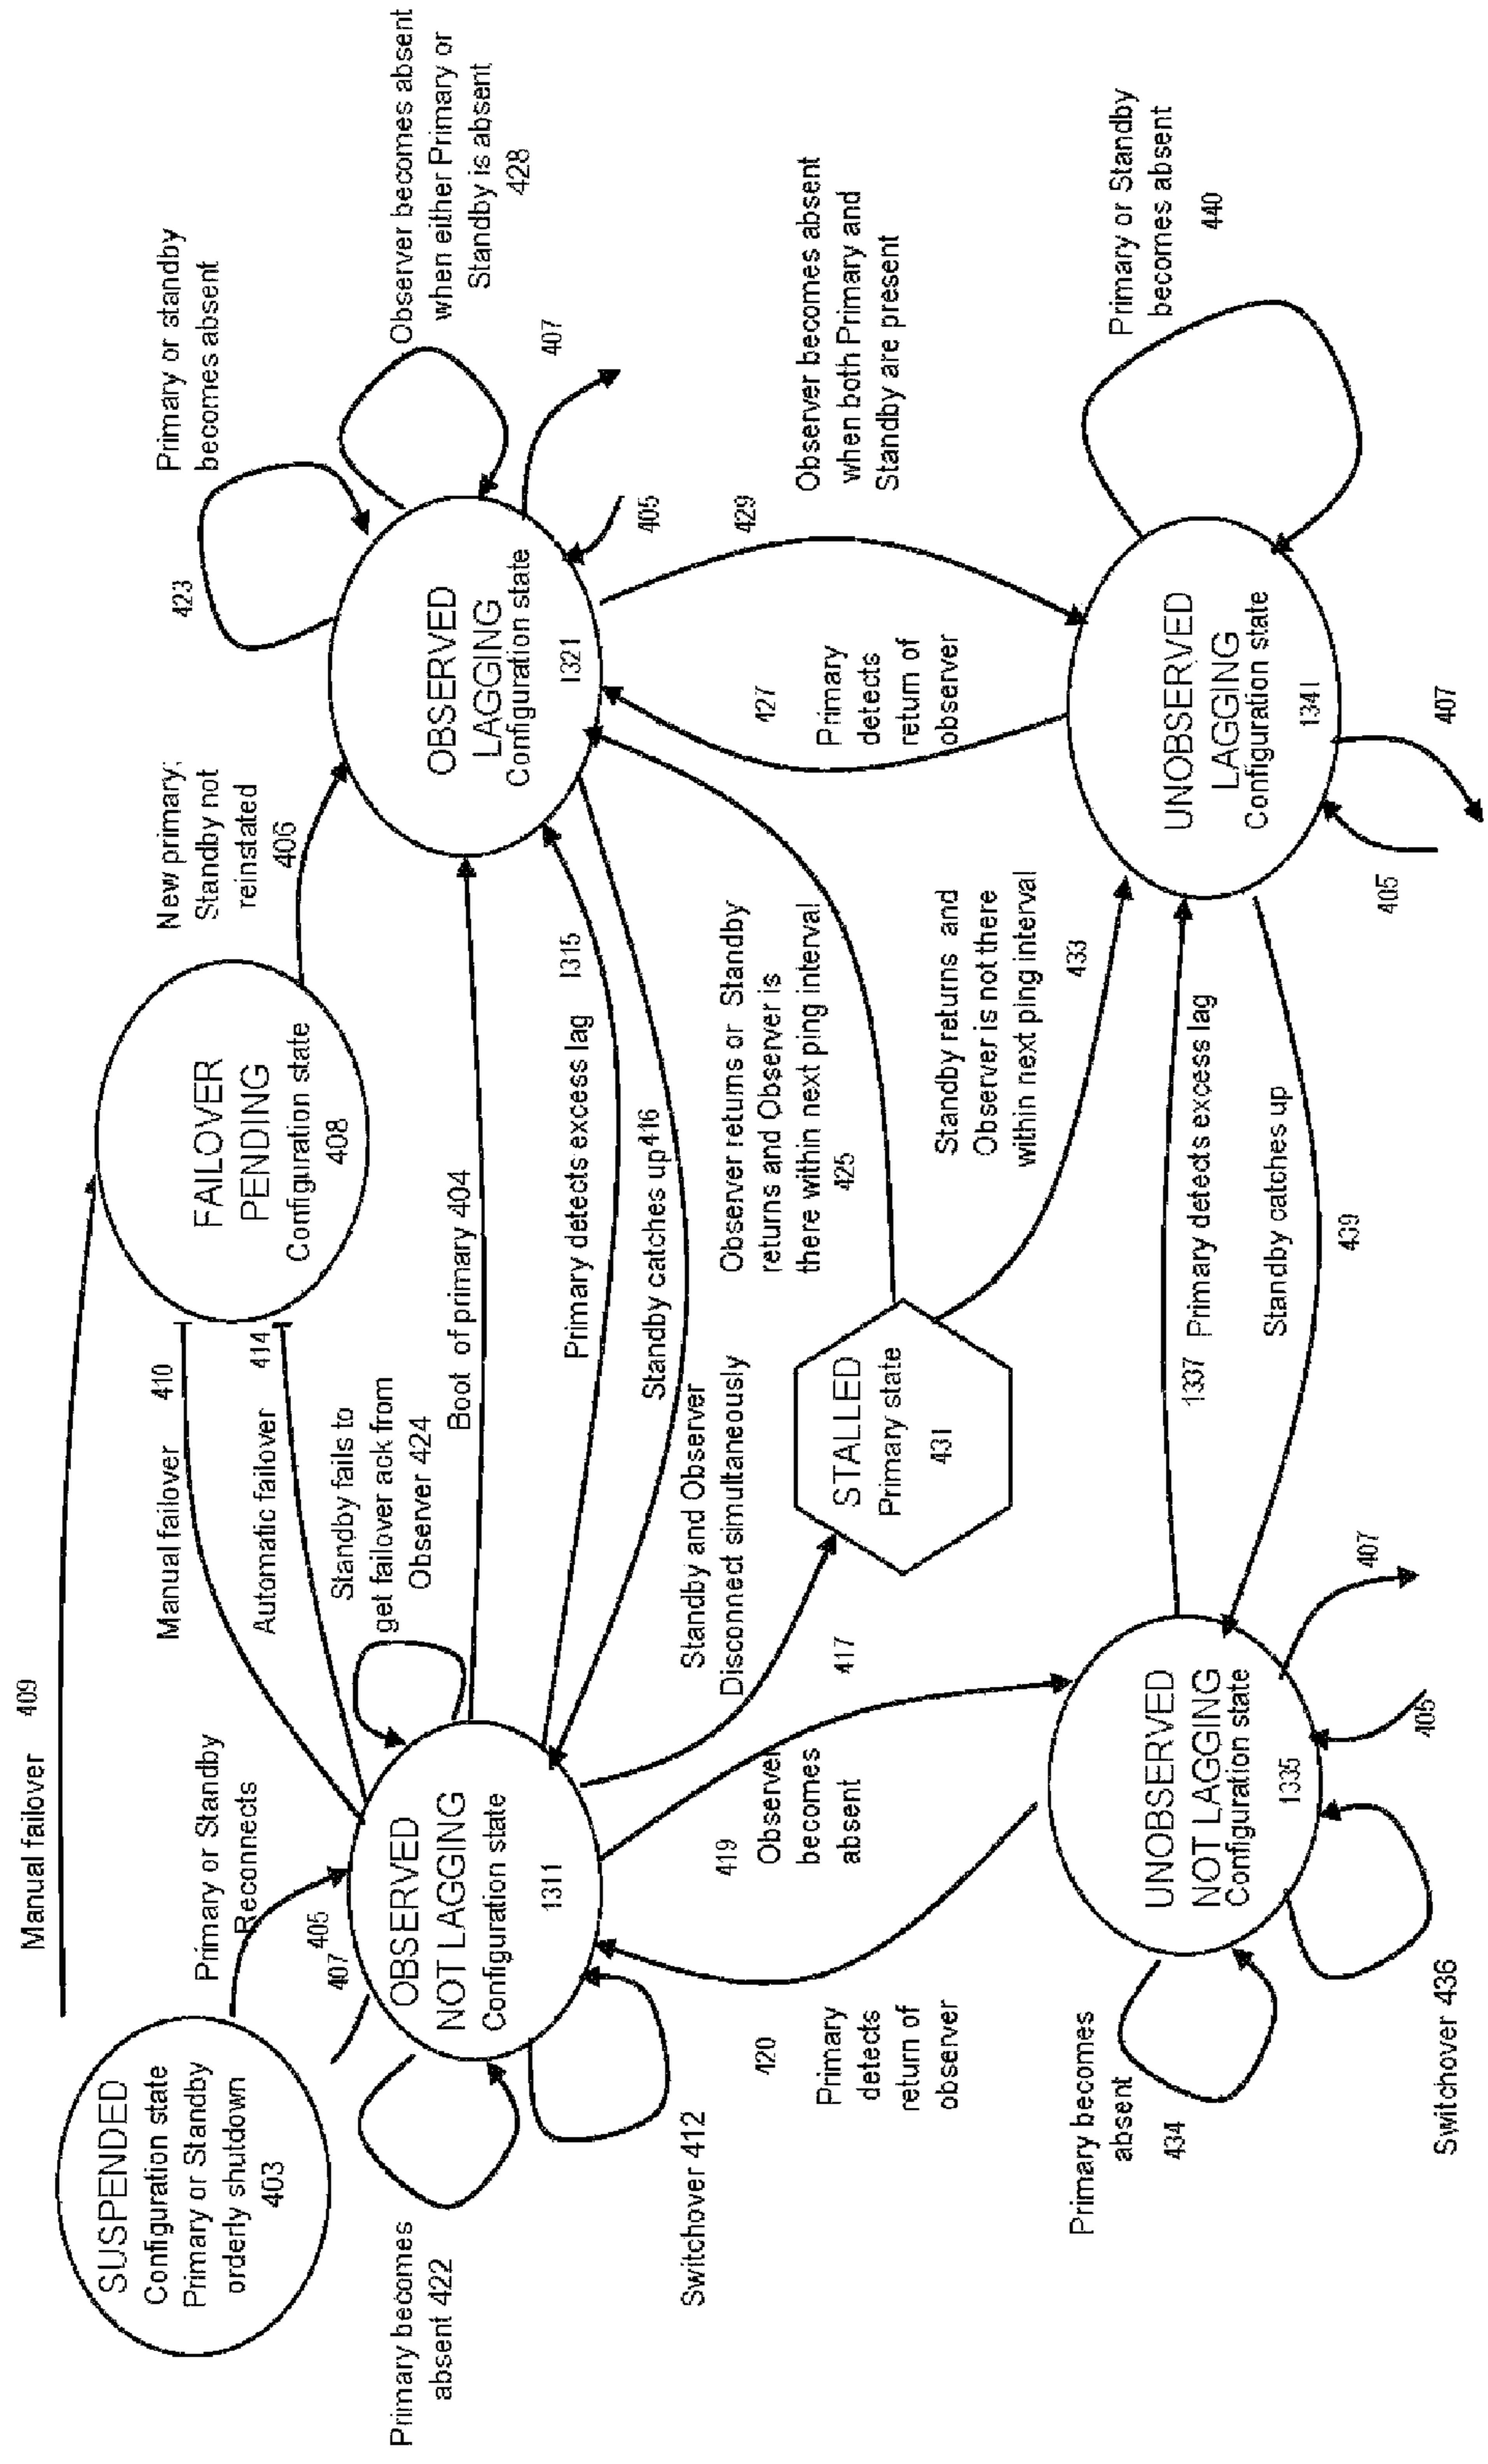 Manual failover 409
SUSPENDED
Configuration state
Primary or Standby
orderly shutdown
403
Primary or Standby
Reconnects
405
407
Manual failover 410
Automatic failover 414
FAILOVER
PENDING
Configuration state
408
New primary;
Standby not
reinstated
406
Primary or standby
becomes absent
423
Observer becomes absent
when either Primary or
Standby is absent
428
407
405
OBSERVED
LAGGING
Configuration state
1321
Standby fails to
get failover ack from
Observer 424
Boot of primary 404
Primary detects excess lag
1315
Standby catches up 416
OBSERVED
NOT LAGGING
Configuration state
1311
Primary becomes
absent 422
Switchover 412
Standby and Observer
Disconnect simultaneously
417
Observer returns or Standby
returns and Observer is
there within next ping interval
425
STALLED
Primary state
431
Standby returns and
Observer is not there
within next ping interval
433
427
Primary
detects
return of
observer
429
Observer becomes absent
when both Primary and
Standby are present
419
Observer
becomes
absent
420
Primary
detects
return of
observer
Primary becomes
absent
434
UNOBSERVED
NOT LAGGING
Configuration state
1335
Switchover 436
405
407
1337 Primary detects excess lag
Standby catches up
439
UNOBSERVED
LAGGING
Configuration state
1341
405
407
Primary or Standby
becomes absent
440